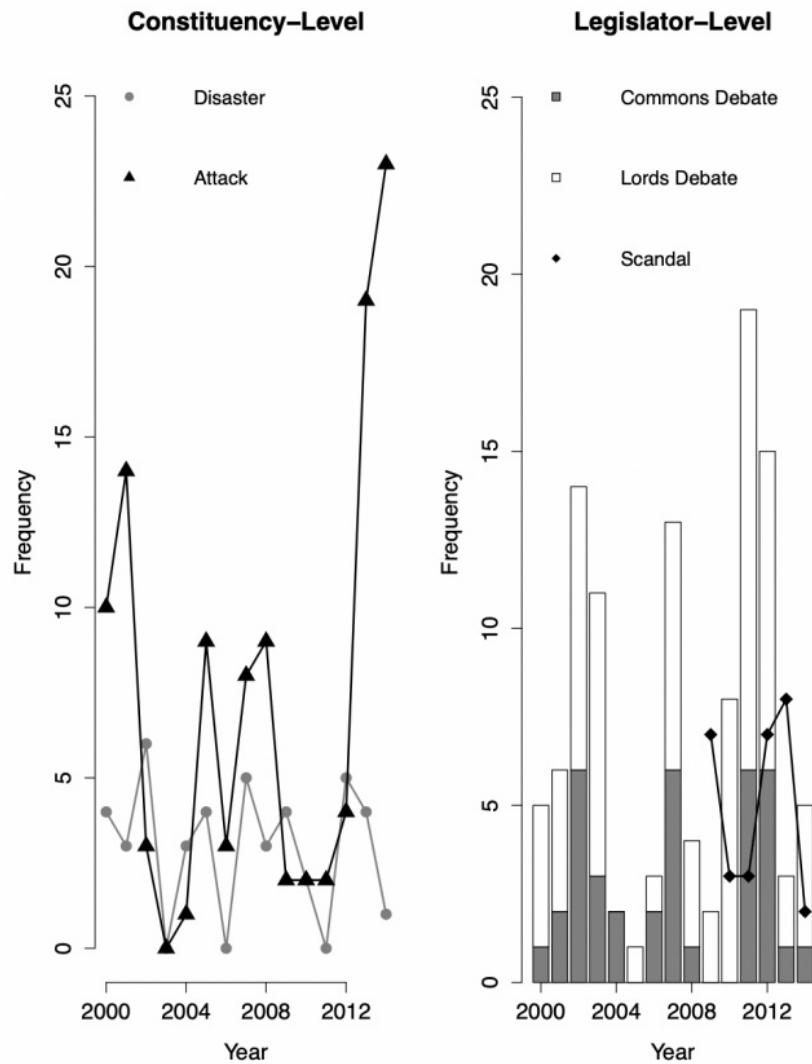 Constituency–Level
Disaster
Attack
25
20
15
10
5
0
Frequency
2000 2004 2008 2012
Year
Legislator–Level
Commons Debate
Lords Debate
Scandal
25
20
15
10
5
0
Frequency
2000 2004 2008 2012
Year